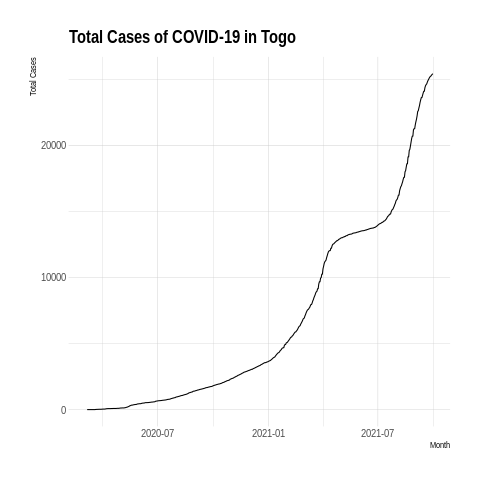 Total Cases of COVID-19 in Togo
Total Cases
20000
10000
0
2020-07
2021-01
2021-07
Month